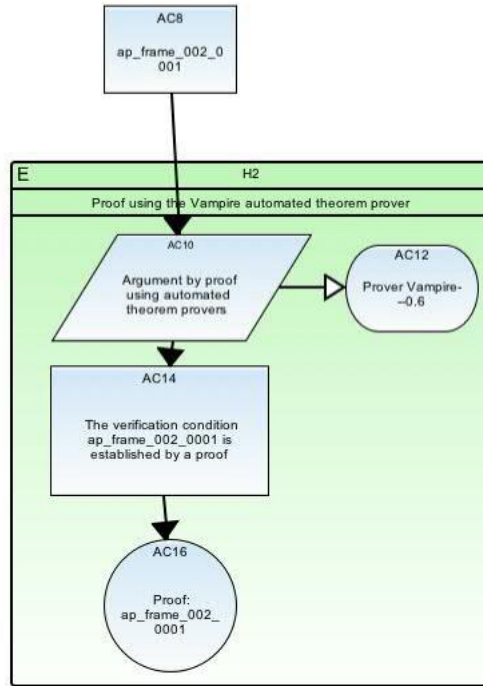 AC8
ap_frame_002_0
001
E
H2
Proof using the Vampire automated theorem prover
AC10
Argument by proof
using automated
theorem provers
AC12
Prover Vampire-
--0.6
AC14
The verification condition
ap_frame_002_0001 is
established by a proof
AC16
Proof:
ap_frame_002_
0001